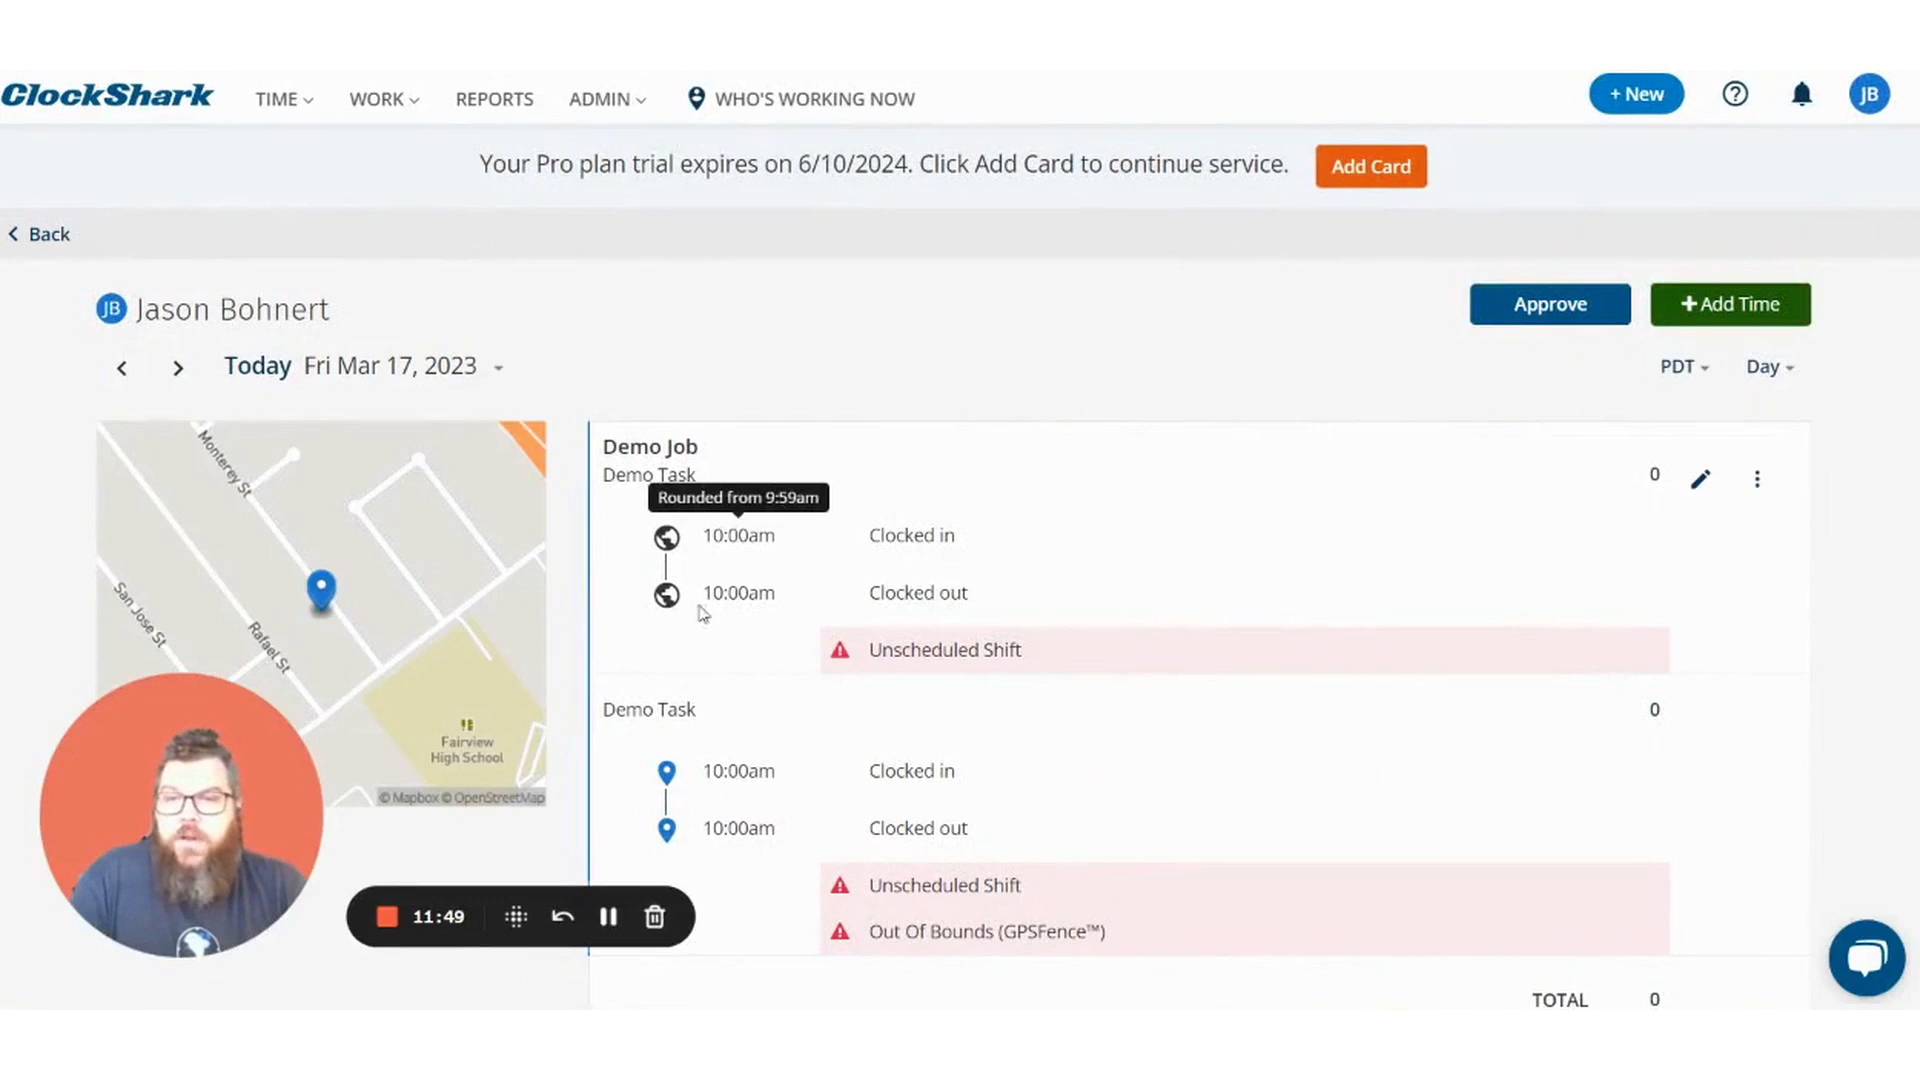 ClockShark
TIME
WORK
REPORTS
ADMIN
WHO'S WORKING NOW
+ New
JB
Your Pro plan trial expires on 6/10/2024. Click Add Card to continue service.
Add Card
Back
JB Jason Bohnert
Approve
+Add Time
Today Fri Mar 17, 2023
PDT
Day
Monterey St
San Jose St
Rafael St
Fairview
High School
© Mapbox © OpenStreetMap
Demo Job
Demo Task
0
Rounded from 9:59am
10:00am Clocked in
10:00am Clocked out
Unscheduled Shift
Demo Task
0
10:00am Clocked in
10:00am Clocked out
Unscheduled Shift
Out Of Bounds (GPSFence™)
TOTAL 0
11:49